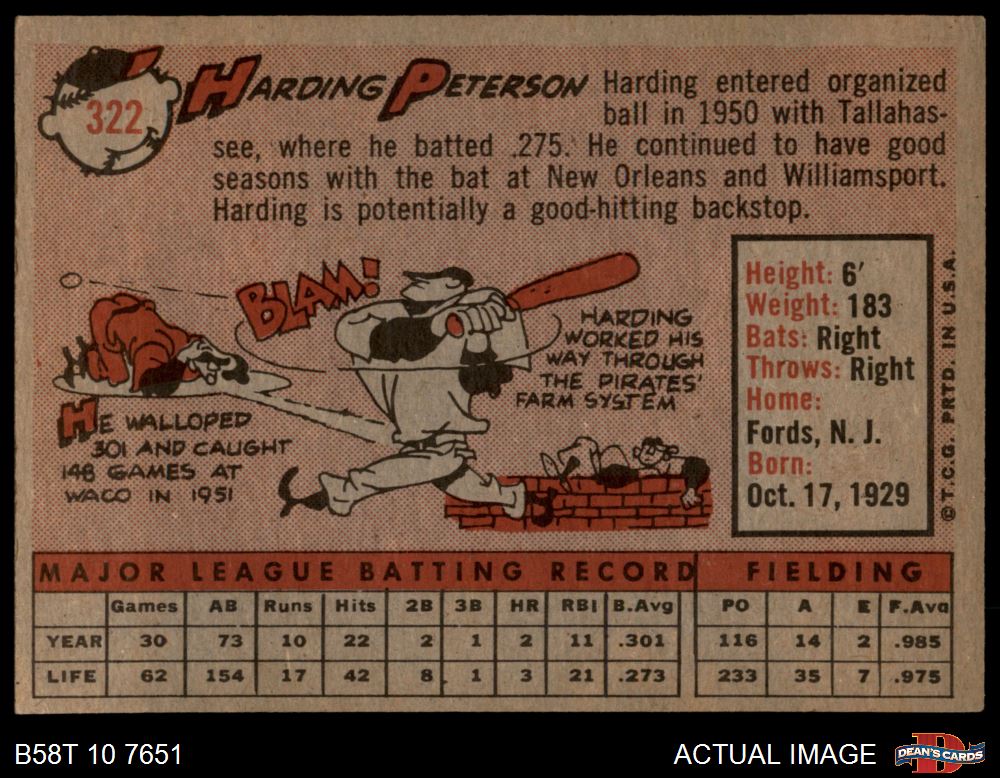 322
HARDING PETERSON
Harding entered organized
ball in 1950 with Tallahas-
see, where he batted .275. He continued to have good
seasons with the bat at New Orleans and Williamsport.
Harding is potentially a good-hitting backstop.
BLAM!
HARDING
WORKED HIS
WAY THROUGH
THE PIRATES'
FARM SYSTEM
HE WALLOPED
301 AND CAUGHT
148 GAMES AT
WACO IN 1951
Height: 6'
Weight: 183
Bats: Right
Throws: Right
Home:
Fords, N. J.
Born:
Oct. 17, 1929
©T.C.G. PRTD. IN U.S.A.
MAJOR LEAGUE BATTING RECORD FIELDING
Games AB Runs Hits 2B 3B HR RBI B.Avg PO A E F.Avg
YEAR 30 73 10 22 2 1 2 11 .301 116 14 2 .985
LIFE 62 154 17 42 8 1 3 21 .273 233 35 7 .975
B58T 10 7651
ACTUAL IMAGE
D
DEAN'S CARDS